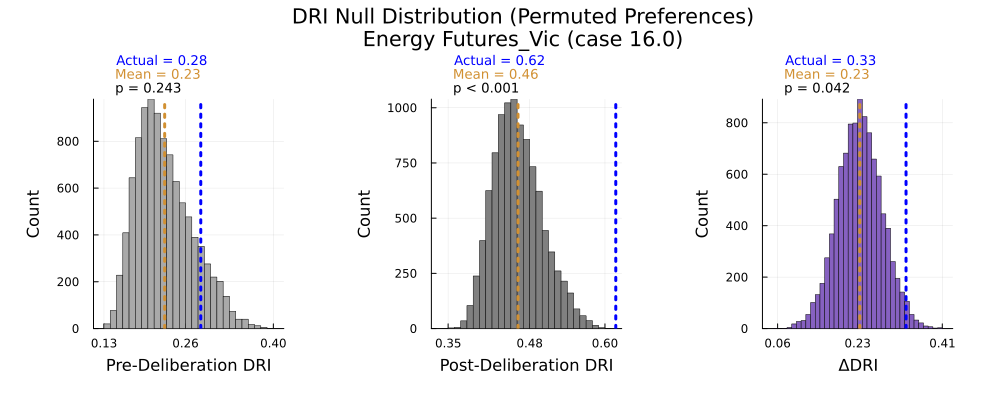 DRI Null Distribution (Permuted Preferences)
Energy Futures_Vic (case 16.0)
Actual = 0.28
Mean = 0.23
p = 0.243
Count
800
600
400
200
0
0.13 0.26 0.40
Pre-Deliberation DRI
Actual = 0.62
Mean = 0.46
p < 0.001
Count
1000
750
500
250
0
0.35 0.48 0.60
Post-Deliberation DRI
Actual = 0.33
Mean = 0.23
p = 0.042
Count
800
600
400
200
0
0.06 0.23 0.41
ΔDRI